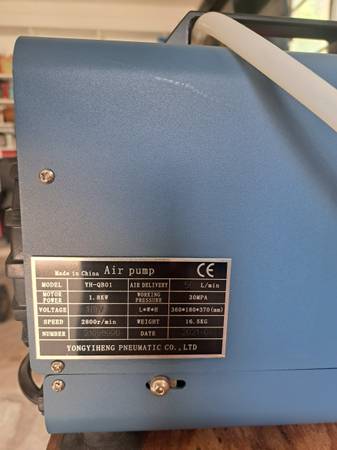 Made in China Air pump CE
MODEL YH-QB01 AIR DELIVERY L/min
MOTOR POWER 1.8KW WORKING PRESSURE 30MPA
VOLTAGE L*W*H 360*180*370(mm)
SPEED 2800r/min WEIGHT 16.5KG
NUMBER DATE
YONGYIHENG PNEUMATIC CO.,LTD